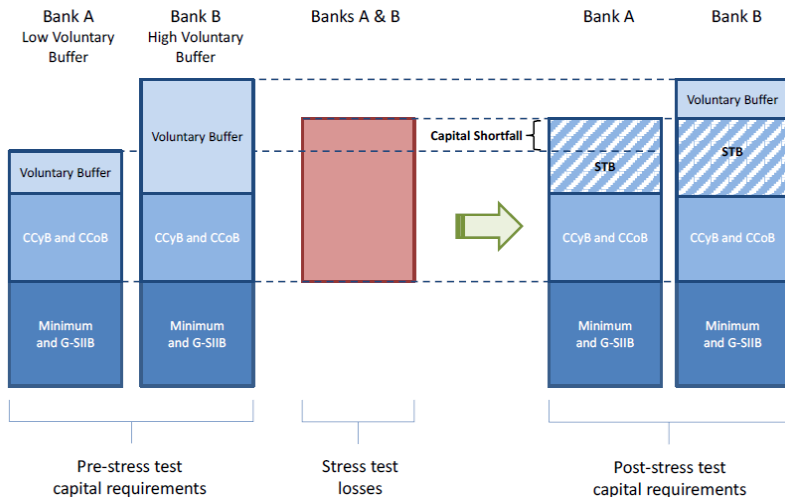 Bank A
Low Voluntary
Buffer
Bank B
High Voluntary
Buffer
Banks A & B
Bank A
Bank B
Voluntary Buffer
CCyB and CCoB
Minimum
and G-SIIB
Voluntary Buffer
CCyB and CCoB
Minimum
and G-SIIB
Capital Shortfall
STB
CCyB and CCoB
Minimum
and G-SIIB
Voluntary Buffer
STB
CCyB and CCoB
Minimum
and G-SIIB
Pre-stress test
capital requirements
Stress test
losses
Post-stress test
capital requirements